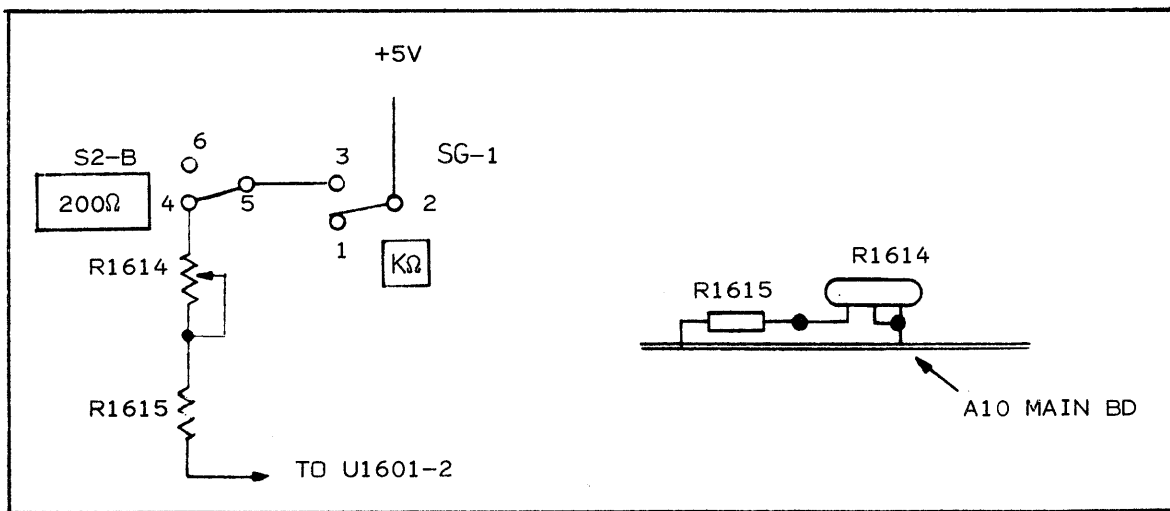 +5V
6
S2-B
3
SG-1
200Ω
4
5
2
1
KΩ
R1614
R1615
TO U1601-2
R1614
R1615
A10 MAIN BD